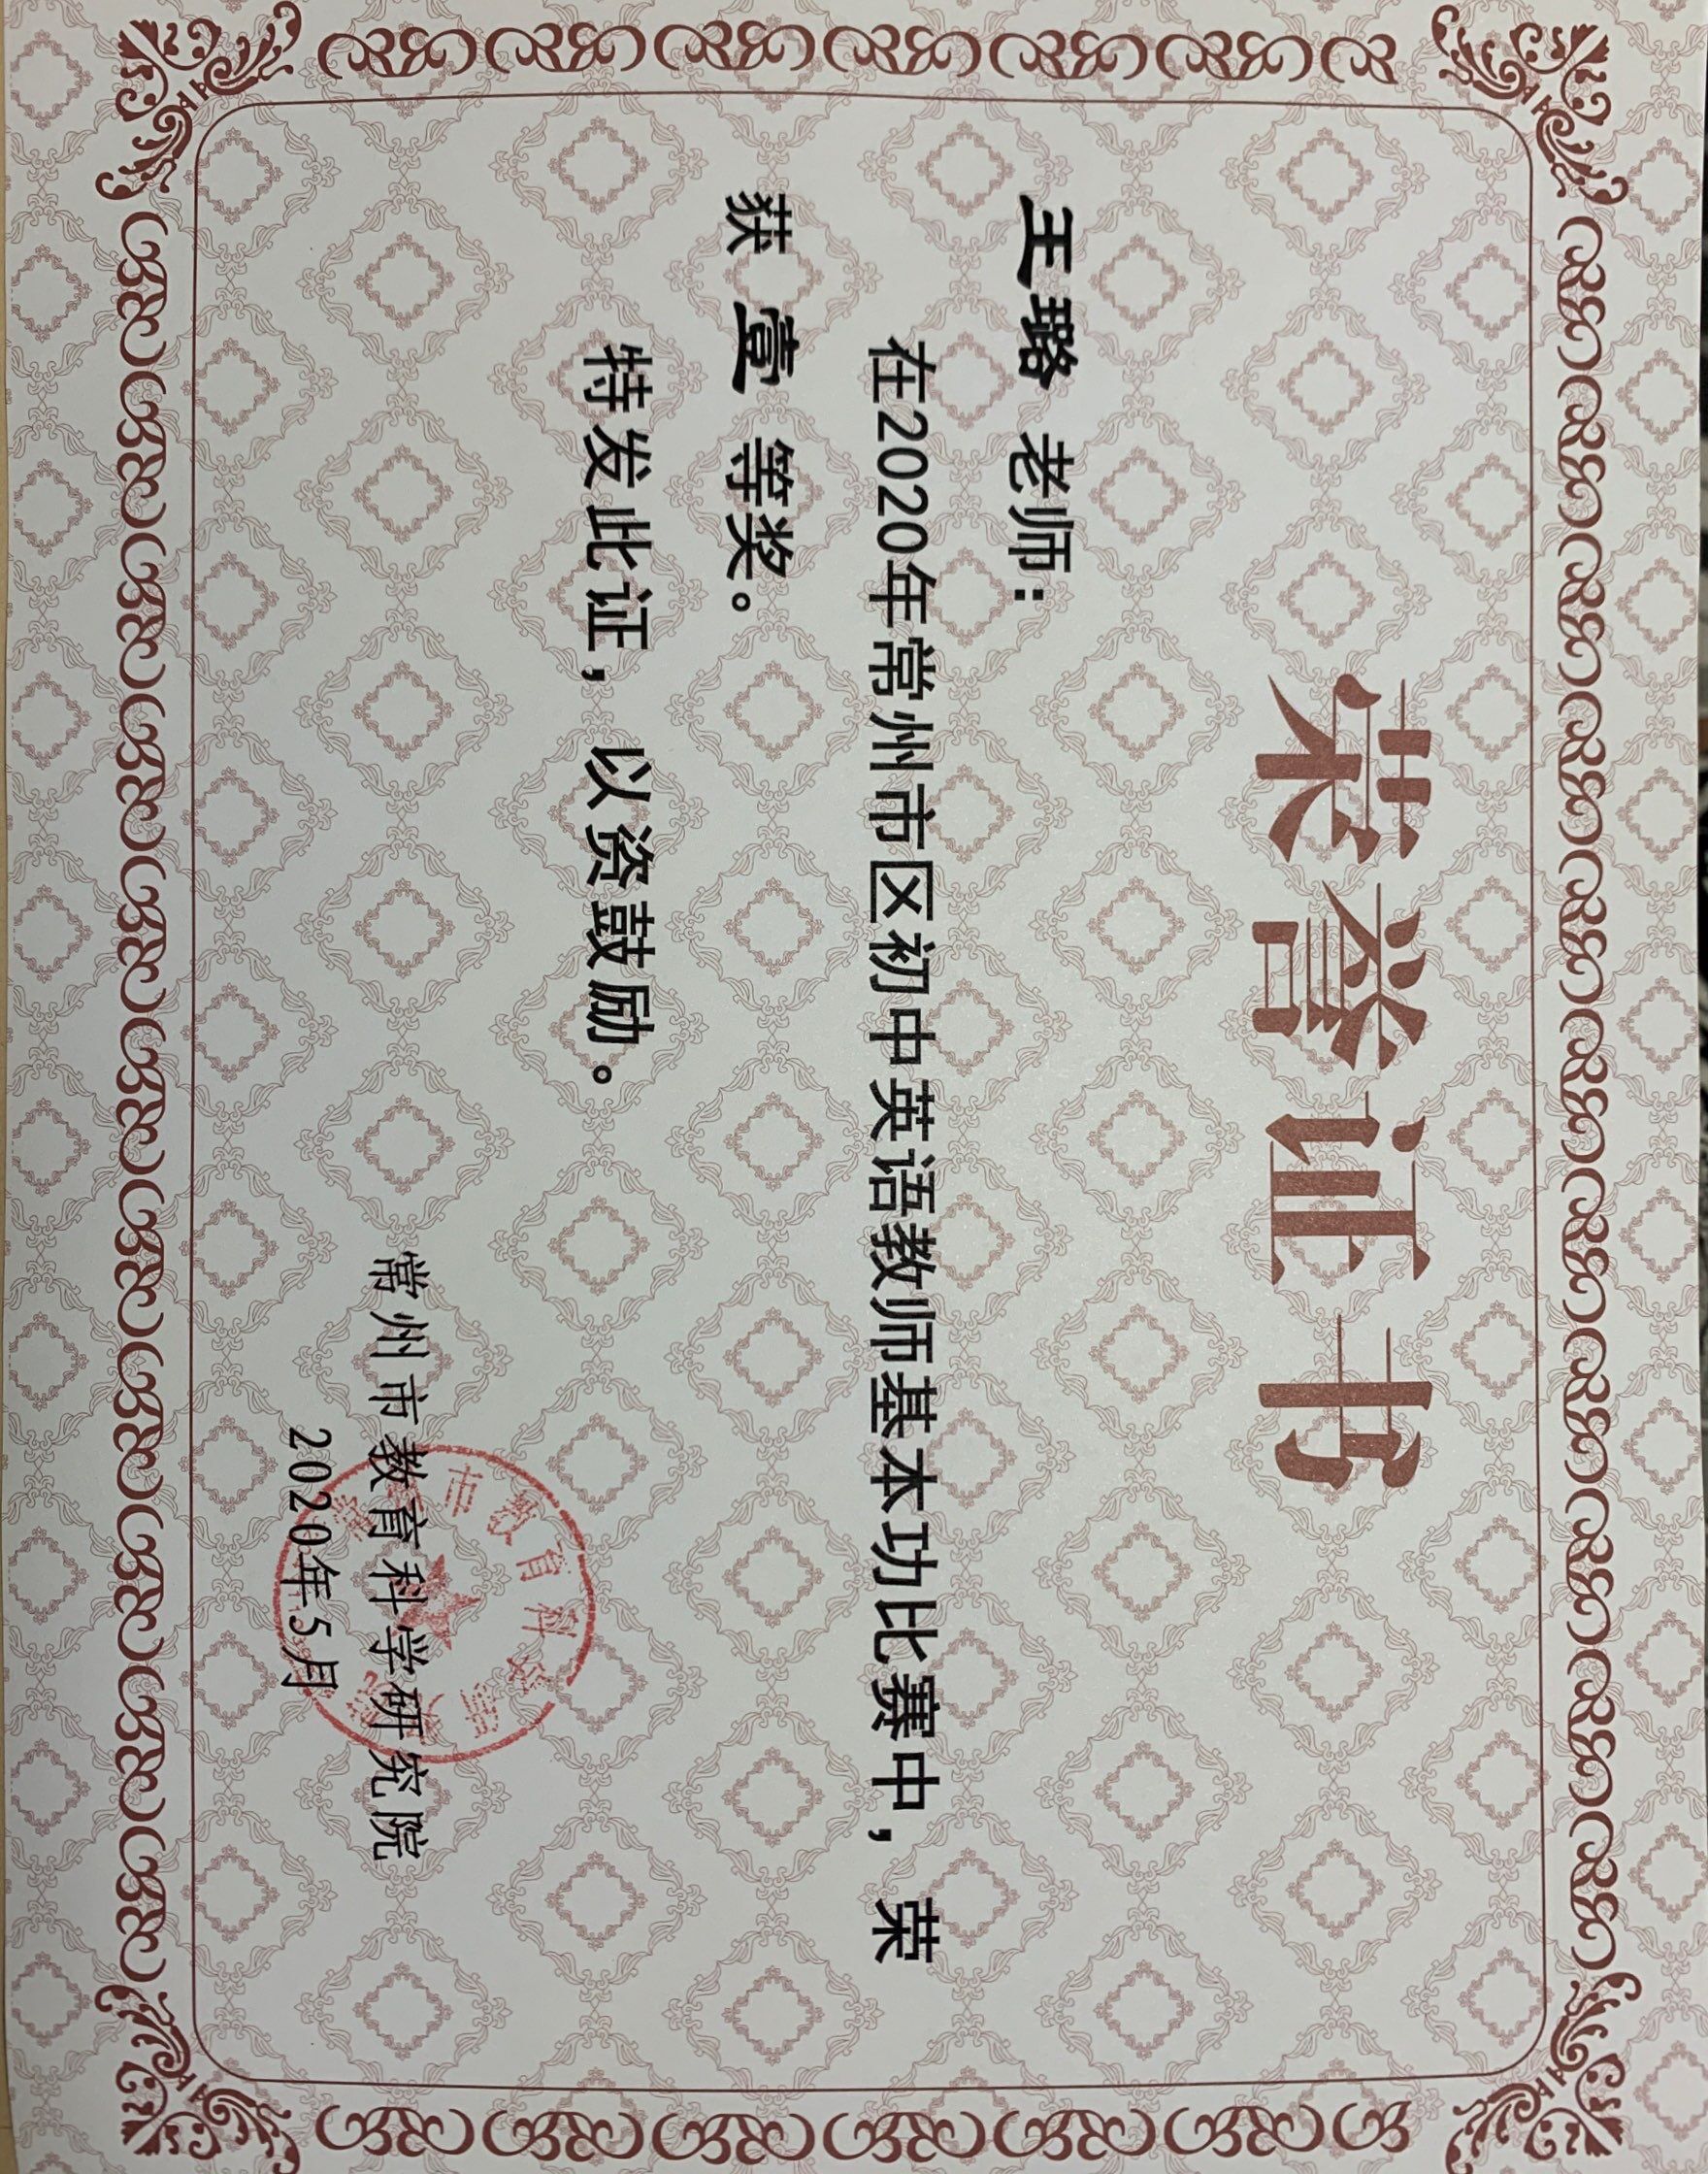 荣誉证书
王璐 老师：
在2020年常州市区初中英语教师基本功比赛中，荣
获 壹 等奖。
特发此证，以资鼓励。
常州市教育科学研究院
2020年5月